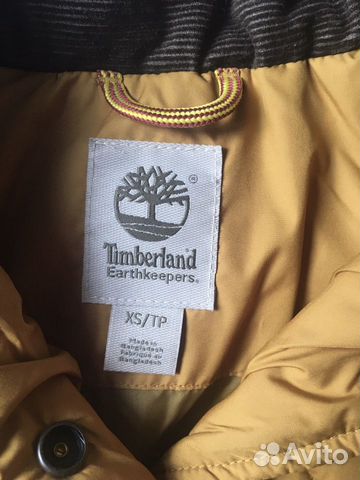 ®
Timberland
Earthkeepers®
XS/TP
Made in
Bangladesh
Fabriqué au
Bangladesh
Avito